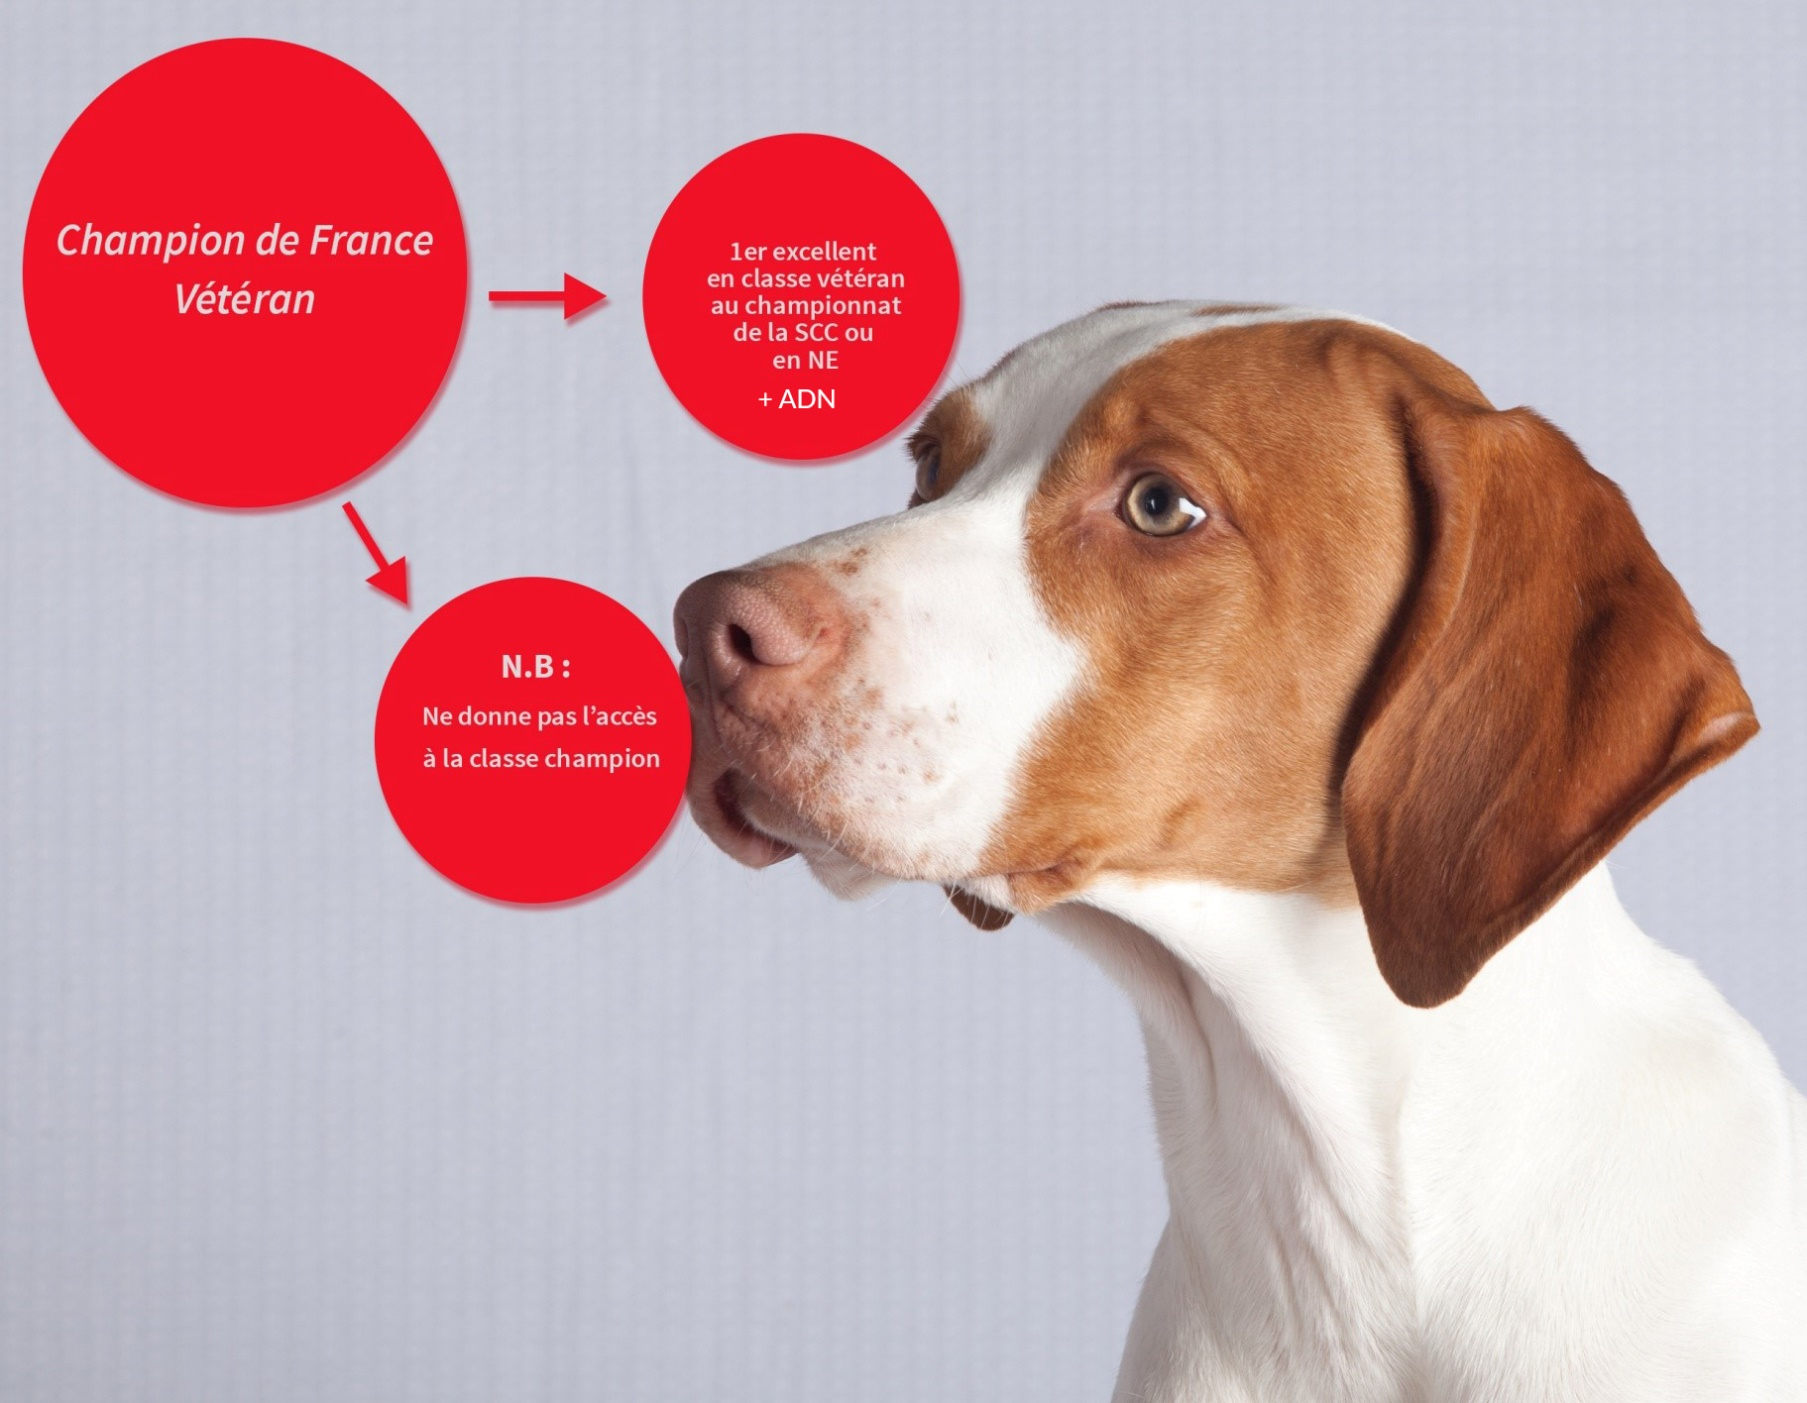 Champion de France
Vétéran
1er excellent
en classe vétéran
au championnat
de la SCC ou
en NE
+ ADN
N.B :
Ne donne pas l’accès
à la classe champion